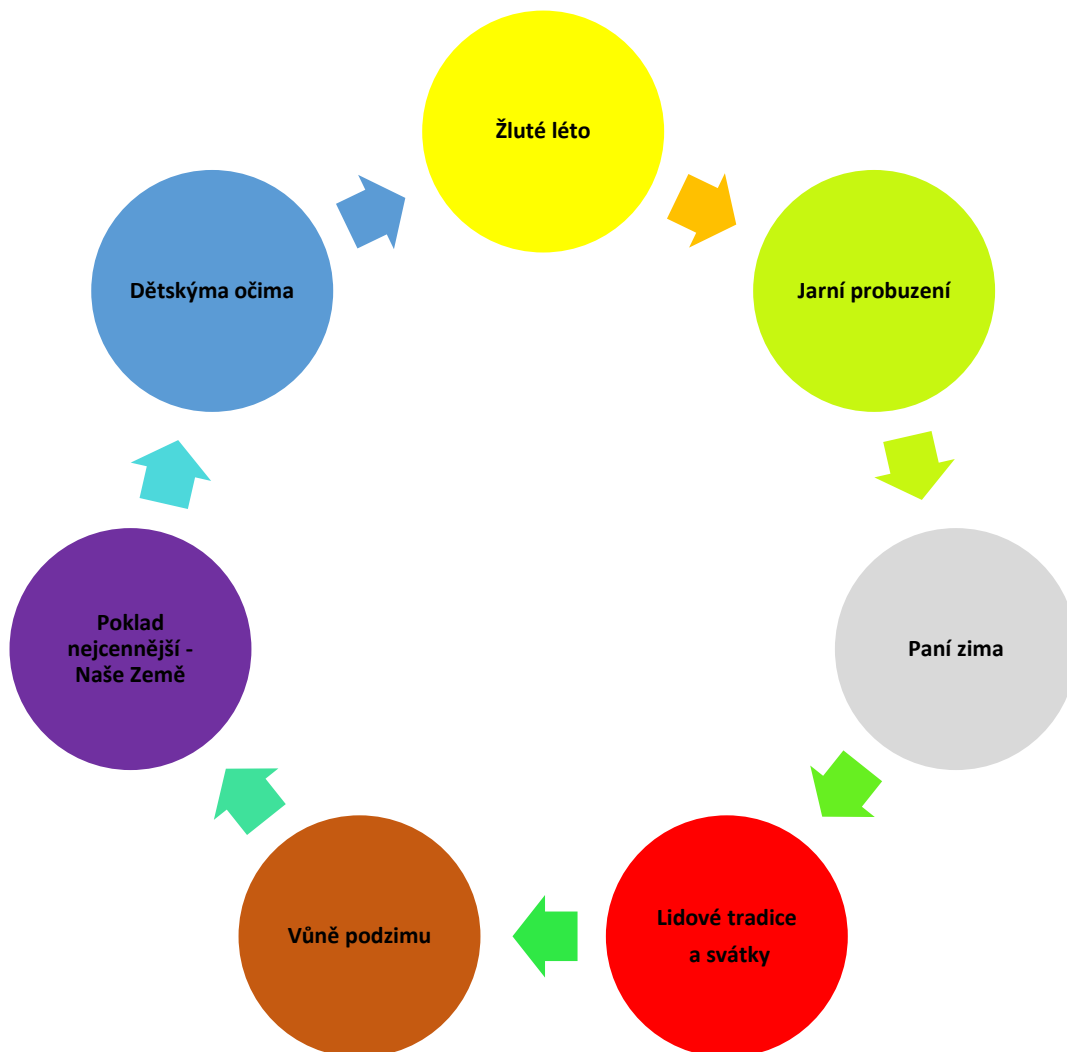 Žluté léto
Jarní probuzení
Paní zima
Lidové tradice
a svátky
Vůně podzimu
Poklad
nejcennější -
Naše Země
Dětskýma očima